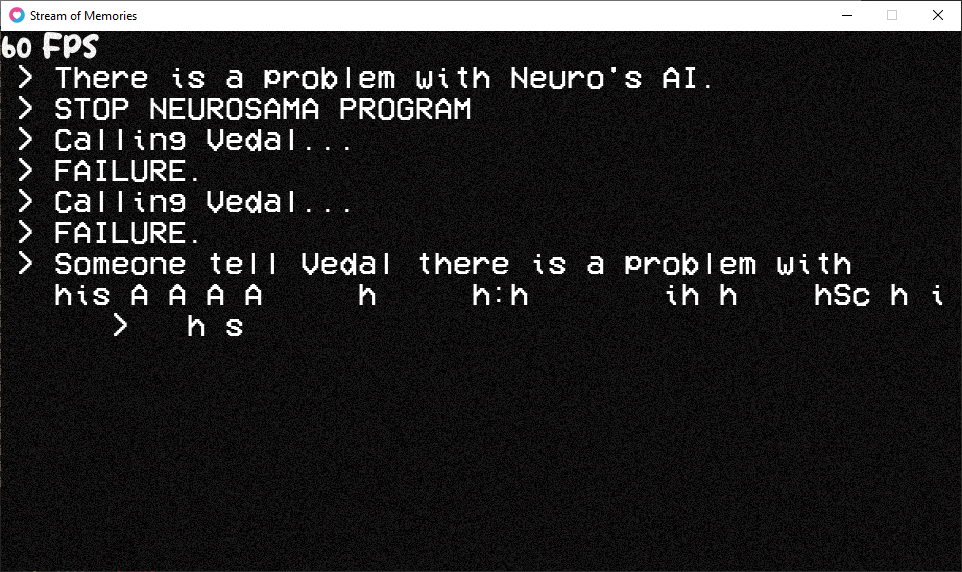 Stream of Memories
60 FPS
> There is a problem with Neuro's AI.
> STOP NEUROSAMA PROGRAM
> Calling Vedal...
> FAILURE.
> Calling Vedal...
> FAILURE.
> Someone tell Vedal there is a problem with
his A A A A h h:h ih h hSc h i
> h s